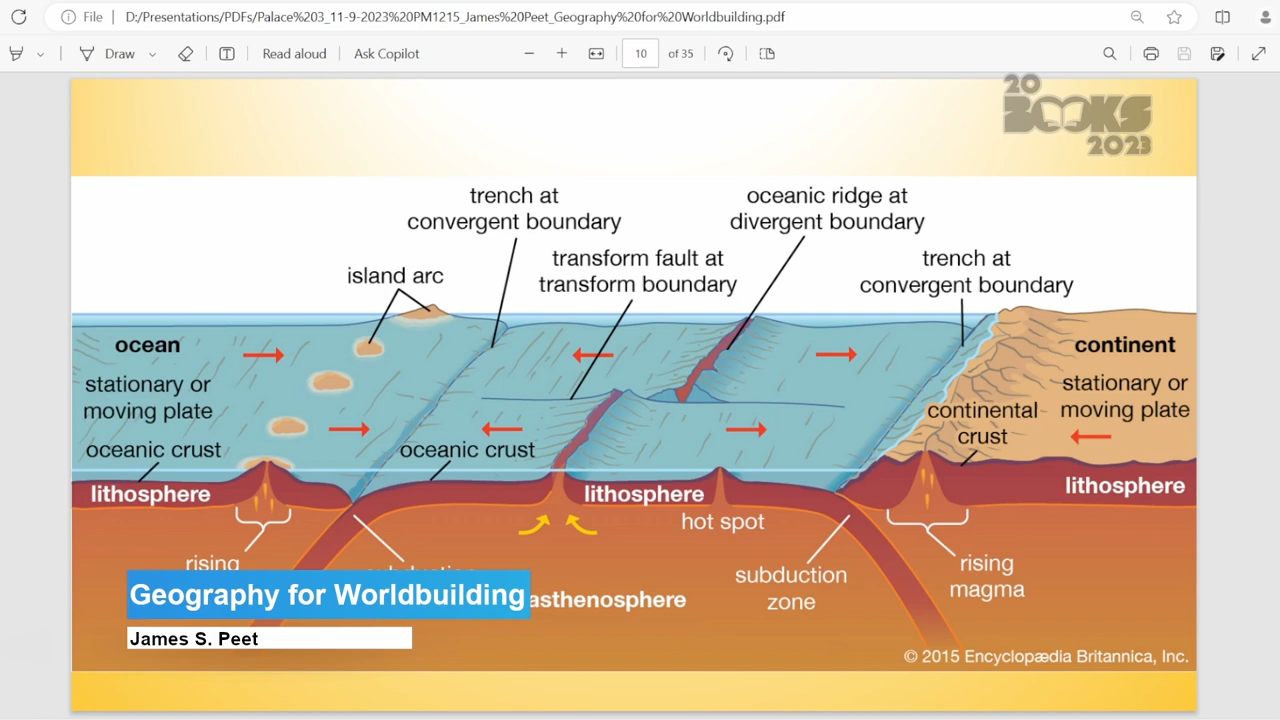 File
D:/Presentations/PDFs/Palace%203_11-9-2023%20PM1215_James%20Peet_Geography%20for%20Worldbuilding.pdf
Draw
Read aloud
Ask Copilot
10
of 35
20
BOOKS
2023
trench at
convergent boundary
oceanic ridge at
divergent boundary
island arc
transform fault at
transform boundary
trench at
convergent boundary
ocean
stationary or
moving plate
oceanic crust
oceanic crust
continent
stationary or
moving plate
continental
crust
lithosphere
lithosphere
lithosphere
hot spot
rising
subduction
zone
rising
magma
asthenosphere
Geography for Worldbuilding
James S. Peet
© 2015 Encyclopædia Britannica, Inc.